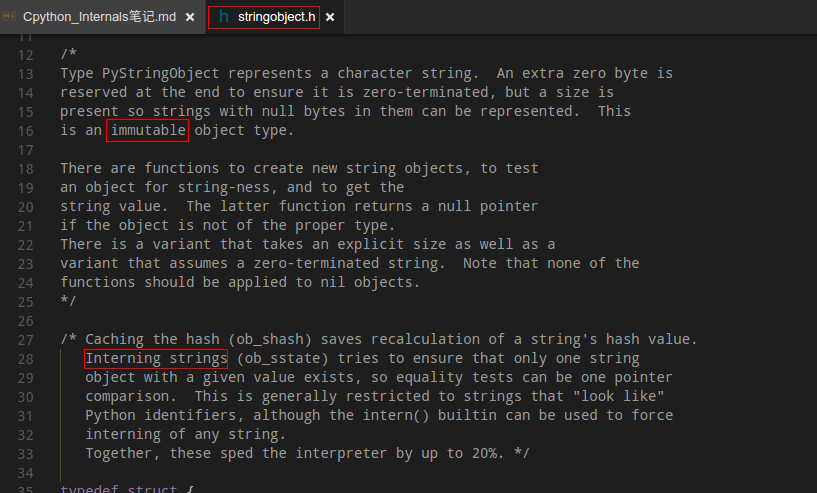 Cpython_Internals笔记.md × h stringobject.h ×
11
12 /*
13 Type PyStringObject represents a character string.  An extra zero byte is
14 reserved at the end to ensure it is zero-terminated, but a size is
15 present so strings with null bytes in them can be represented.  This
16 is an immutable object type.
17
18 There are functions to create new string objects, to test
19 an object for string-ness, and to get the
20 string value.  The latter function returns a null pointer
21 if the object is not of the proper type.
22 There is a variant that takes an explicit size as well as a
23 variant that assumes a zero-terminated string.  Note that none of the
24 functions should be applied to nil objects.
25 */
26
27 /* Caching the hash (ob_shash) saves recalculation of a string's hash value.
28 Interning strings (ob_sstate) tries to ensure that only one string
29 object with a given value exists, so equality tests can be one pointer
30 comparison.  This is generally restricted to strings that "look like"
31 Python identifiers, although the intern() builtin can be used to force
32 interning of any string.
33 Together, these sped the interpreter by up to 20%. */
34
35 typedef struct {